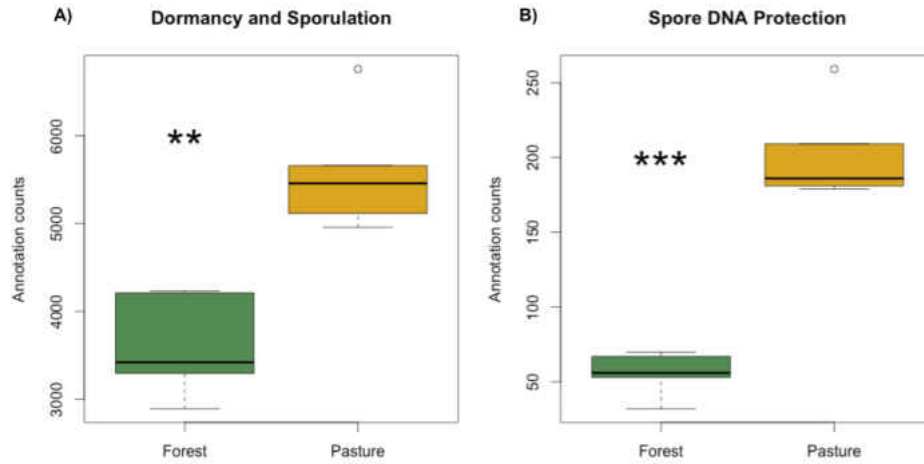 A) Dormancy and Sporulation
Annotation counts
6000
5000
4000
3000
**
Forest Pasture
B) Spore DNA Protection
Annotation counts
250
200
150
100
50
***
Forest Pasture